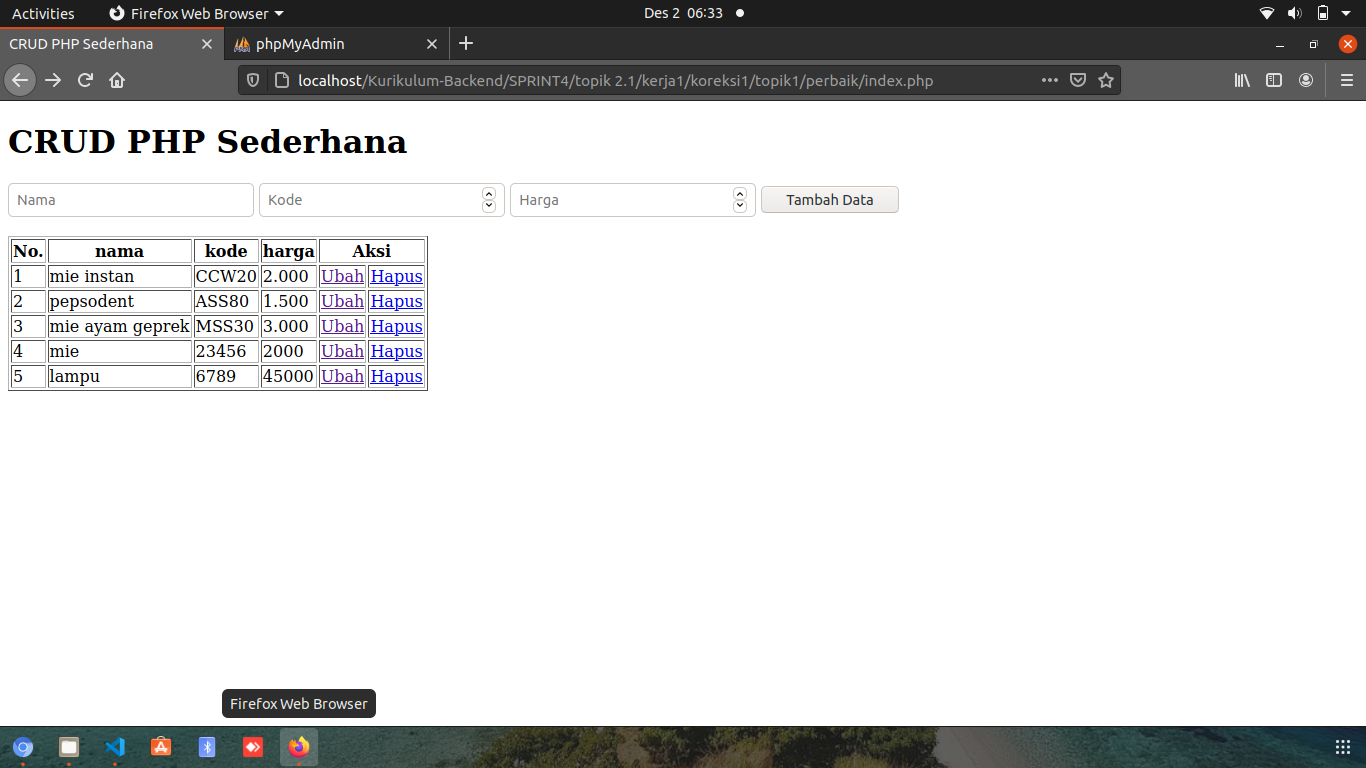 Activities Firefox Web Browser Des 2 06:33
CRUD PHP Sederhana phpMyAdmin
localhost/Kurikulum-Backend/SPRINT4/topik 2.1/kerja1/koreksi1/topik1/perbaik/index.php
CRUD PHP Sederhana
Nama Kode Harga Tambah Data
No. nama kode harga Aksi
1 mie instan CCW20 2.000 Ubah Hapus
2 pepsodent ASS80 1.500 Ubah Hapus
3 mie ayam geprek MSS30 3.000 Ubah Hapus
4 mie 23456 2000 Ubah Hapus
5 lampu 6789 45000 Ubah Hapus
Firefox Web Browser